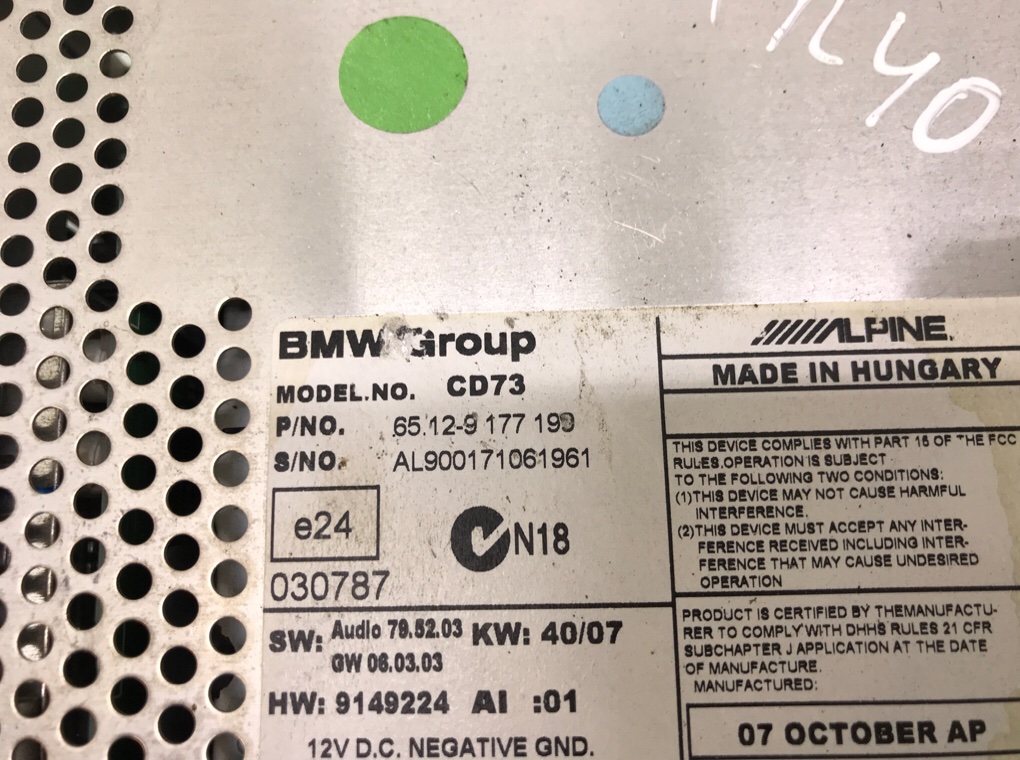 40
BMW Group
MODEL.NO. CD73
P/NO. 65.12-9 177 199
S/NO. AL900171061961
e24
N18
030787
SW: Audio 79.52.03 KW: 40/07
GW 06.03.03
HW: 9149224 AI :01
12V D.C. NEGATIVE GND.
ALPINE.
MADE IN HUNGARY
THIS DEVICE COMPLIES WITH PART 15 OF THE FCC
RULES.OPERATION IS SUBJECT
TO THE FOLLOWING TWO CONDITIONS:
(1)THIS DEVICE MAY NOT CAUSE HARMFUL
INTERFERENCE.
(2)THIS DEVICE MUST ACCEPT ANY INTER-
FERENCE RECEIVED INCLUDING INTER-
FERENCE THAT MAY CAUSE UNDESIRED
OPERATION
PRODUCT IS CERTIFIED BY THEMANUFACTU-
RER TO COMPLY WITH DHHS RULES 21 CFR
SUBCHAPTER J APPLICATION AT THE DATE
OF MANUFACTURE.
MANUFACTURED:
07 OCTOBER AP